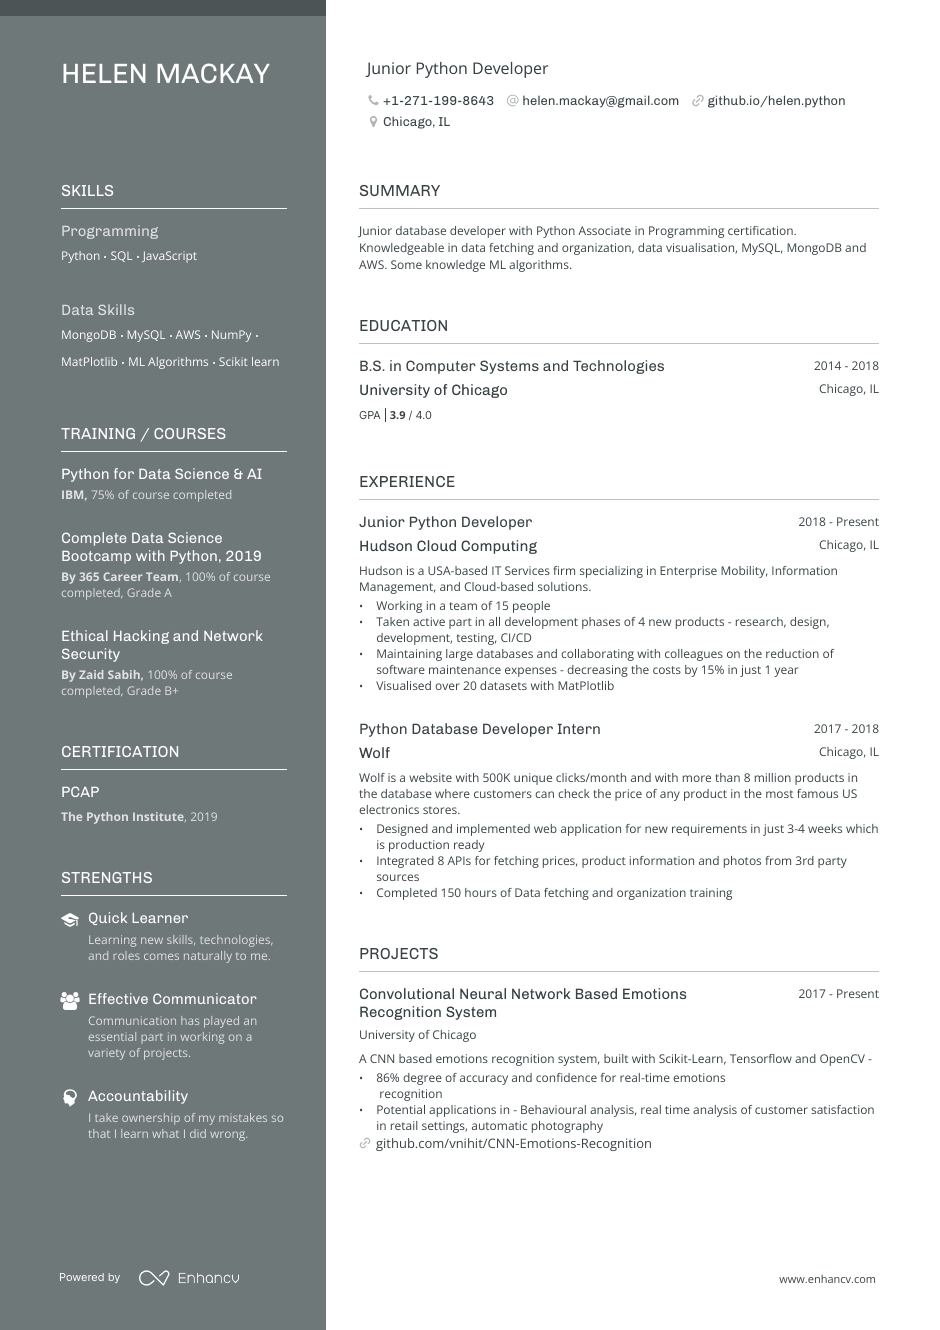 HELEN MACKAY
SKILLS
Programming
Python • SQL • JavaScript
Data Skills
MongoDB • MySQL • AWS • NumPy •
MatPlotlib • ML Algorithms • Scikit learn
TRAINING / COURSES
Python for Data Science & AI
IBM, 75% of course completed
Complete Data Science
Bootcamp with Python, 2019
By 365 Career Team, 100% of course
completed, Grade A
Ethical Hacking and Network
Security
By Zaid Sabih, 100% of course
completed, Grade B+
CERTIFICATION
PCAP
The Python Institute, 2019
STRENGTHS
Quick Learner
Learning new skills, technologies,
and roles comes naturally to me.
Effective Communicator
Communication has played an
essential part in working on a
variety of projects.
Accountability
I take ownership of my mistakes so
that I learn what I did wrong.
Powered by Enhancv
Junior Python Developer
+1-271-199-8643 helen.mackay@gmail.com github.io/helen.python
Chicago, IL
SUMMARY
Junior database developer with Python Associate in Programming certification.
Knowledgeable in data fetching and organization, data visualisation, MySQL, MongoDB and
AWS. Some knowledge ML algorithms.
EDUCATION
B.S. in Computer Systems and Technologies 2014 - 2018
University of Chicago Chicago, IL
GPA | 3.9 / 4.0
EXPERIENCE
Junior Python Developer 2018 - Present
Hudson Cloud Computing Chicago, IL
Hudson is a USA-based IT Services firm specializing in Enterprise Mobility, Information
Management, and Cloud-based solutions.
• Working in a team of 15 people
• Taken active part in all development phases of 4 new products - research, design,
development, testing, CI/CD
• Maintaining large databases and collaborating with colleagues on the reduction of
software maintenance expenses - decreasing the costs by 15% in just 1 year
• Visualised over 20 datasets with MatPlotlib
Python Database Developer Intern 2017 - 2018
Wolf Chicago, IL
Wolf is a website with 500K unique clicks/month and with more than 8 million products in
the database where customers can check the price of any product in the most famous US
electronics stores.
• Designed and implemented web application for new requirements in just 3-4 weeks which
is production ready
• Integrated 8 APIs for fetching prices, product information and photos from 3rd party
sources
• Completed 150 hours of Data fetching and organization training
PROJECTS
Convolutional Neural Network Based Emotions 2017 - Present
Recognition System
University of Chicago
A CNN based emotions recognition system, built with Scikit-Learn, Tensorflow and OpenCV -
• 86% degree of accuracy and confidence for real-time emotions
recognition
• Potential applications in - Behavioural analysis, real time analysis of customer satisfaction
in retail settings, automatic photography
github.com/vnihit/CNN-Emotions-Recognition
www.enhancv.com